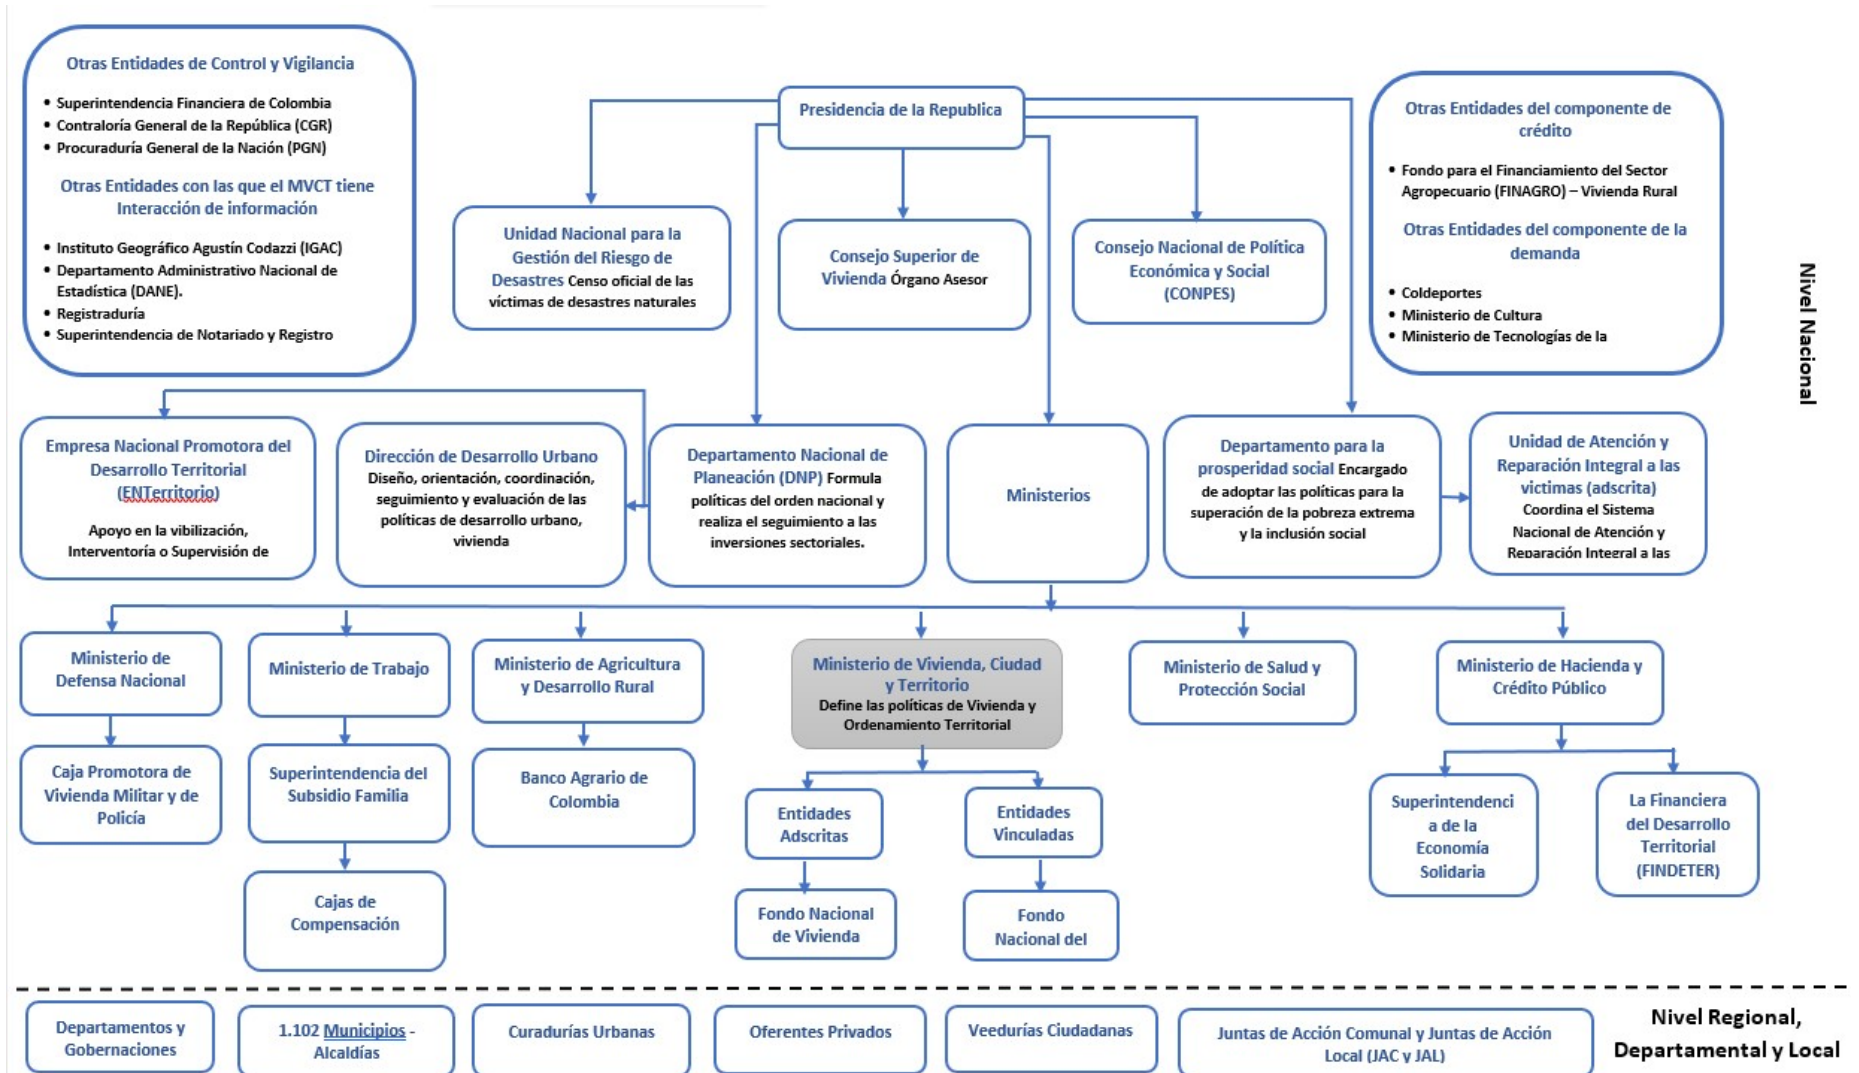 Otras Entidades de Control y Vigilancia
• Superintendencia Financiera de Colombia
• Contraloría General de la República (CGR)
• Procuraduría General de la Nación (PGN)
Otras Entidades con las que el MVCT tiene
Interacción de información
• Instituto Geográfico Agustín Codazzi (IGAC)
• Departamento Administrativo Nacional de
Estadística (DANE).
• Registraduría
• Superintendencia de Notariado y Registro
Presidencia de la Republica
Otras Entidades del componente de
crédito
• Fondo para el Financiamiento del Sector
Agropecuario (FINAGRO) – Vivienda Rural
Otras Entidades del componente de la
demanda
• Coldeportes
• Ministerio de Cultura
• Ministerio de Tecnologías de la
Nivel Nacional
Unidad Nacional para la
Gestión del Riesgo de
Desastres Censo oficial de las
víctimas de desastres naturales
Consejo Superior de
Vivienda Órgano Asesor
Consejo Nacional de Política
Económica y Social
(CONPES)
Empresa Nacional Promotora del
Desarrollo Territorial
(ENTerritorio)
Apoyo en la vibilización,
Interventoría o Supervisión de
Dirección de Desarrollo Urbano
Diseño, orientación, coordinación,
seguimiento y evaluación de las
políticas de desarrollo urbano,
vivienda
Departamento Nacional de
Planeación (DNP) Formula
políticas del orden nacional y
realiza el seguimiento a las
inversiones sectoriales.
Ministerios
Departamento para la
prosperidad social Encargado
de adoptar las políticas para la
superación de la pobreza extrema
y la inclusión social
Unidad de Atención y
Reparación Integral a las
victimas (adscrita)
Coordina el Sistema
Nacional de Atención y
Reparación Integral a las
Ministerio de
Defensa Nacional
Ministerio de Trabajo
Ministerio de Agricultura
y Desarrollo Rural
Ministerio de Vivienda, Ciudad
y Territorio
Define las políticas de Vivienda y
Ordenamiento Territorial
Ministerio de Salud y
Protección Social
Ministerio de Hacienda y
Crédito Público
Caja Promotora de
Vivienda Militar y de
Policía
Superintendencia del
Subsidio Familia
Banco Agrario de
Colombia
Entidades
Adscritas
Entidades
Vinculadas
Superintendenci
a de la
Economía
Solidaria
La Financiera
del Desarrollo
Territorial
(FINDETER)
Cajas de
Compensación
Fondo Nacional
de Vivienda
Fondo
Nacional del
Departamentos y
Gobernaciones
1.102 Municipios -
Alcaldías
Curadurías Urbanas
Oferentes Privados
Veedurías Ciudadanas
Juntas de Acción Comunal y Juntas de Acción
Local (JAC y JAL)
Nivel Regional,
Departamental y Local